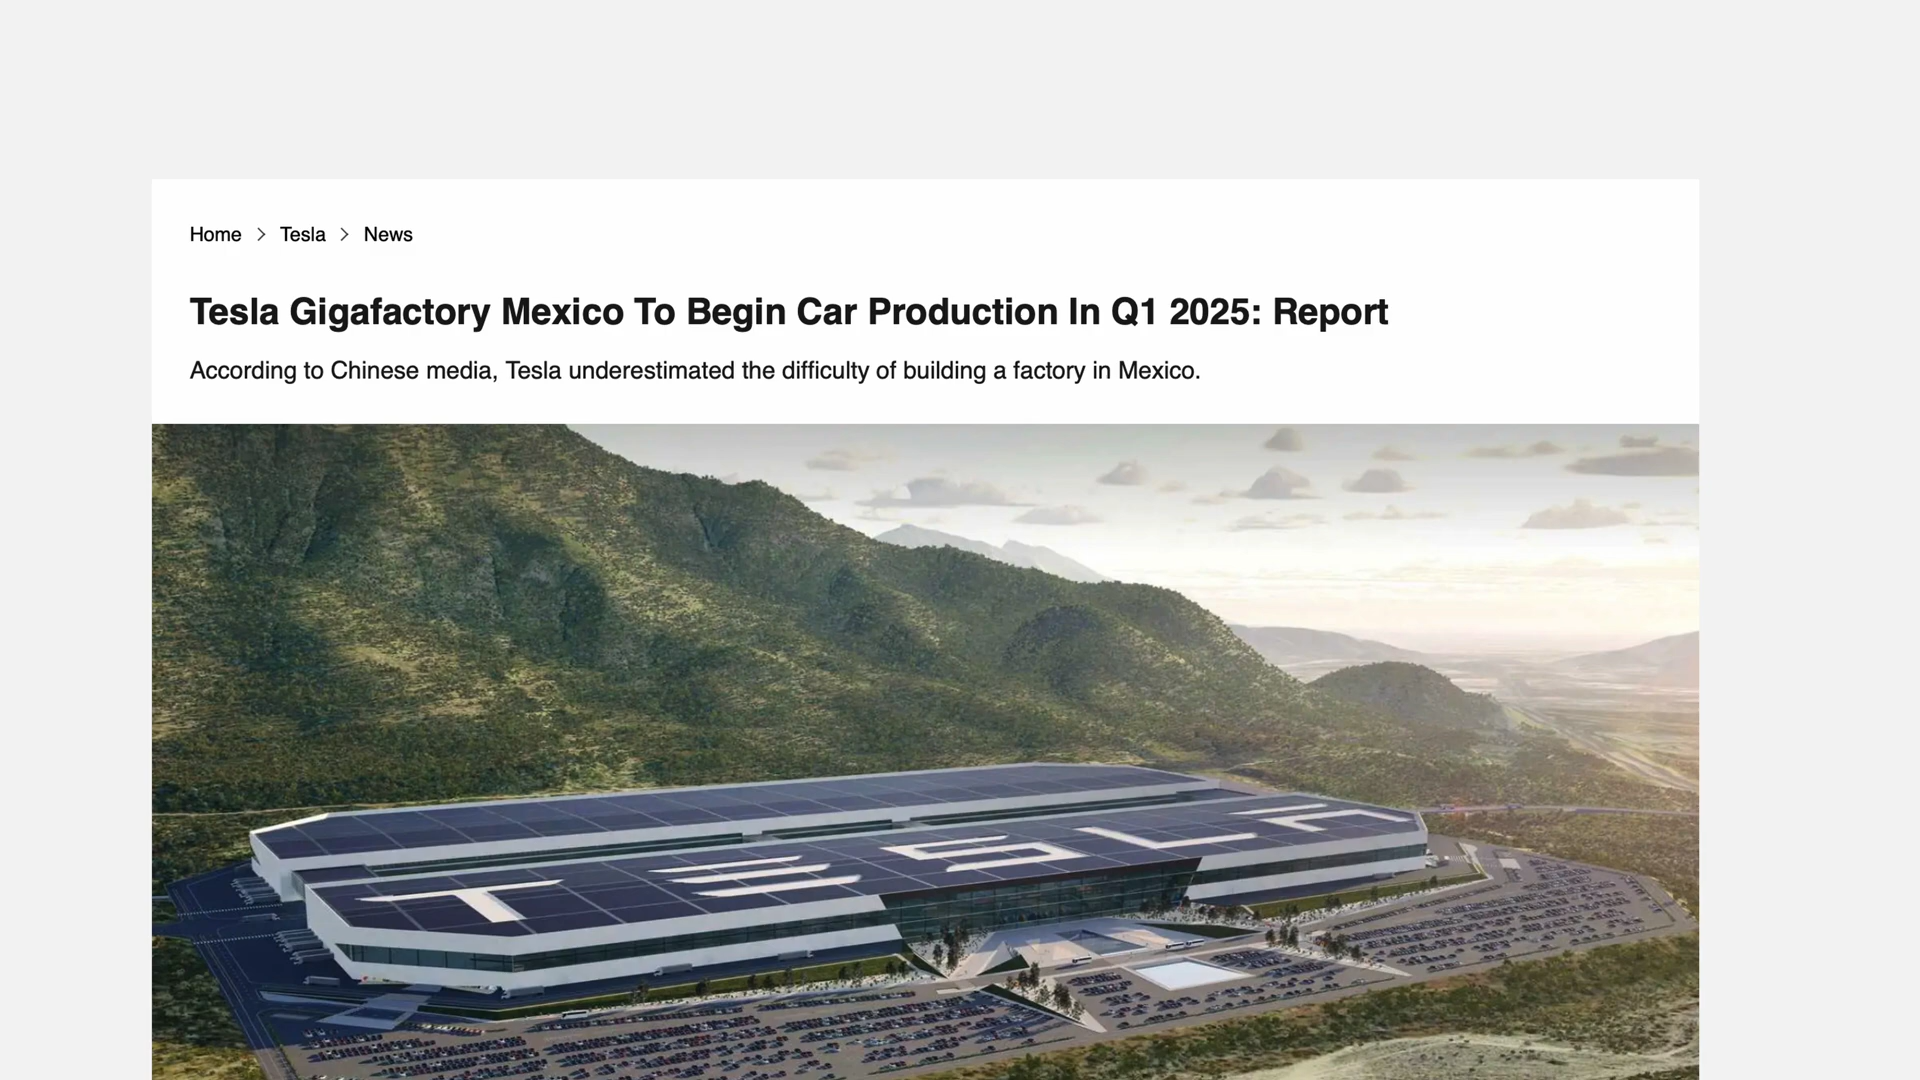 Home > Tesla > News
Tesla Gigafactory Mexico To Begin Car Production In Q1 2025: Report
According to Chinese media, Tesla underestimated the difficulty of building a factory in Mexico.
TESLA